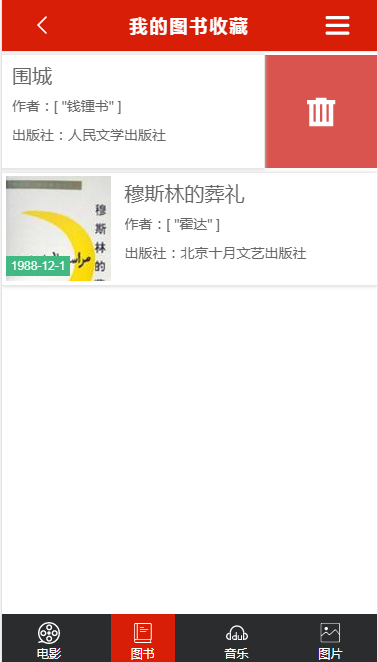 我的图书收藏
围城
作者：[ "钱锺书" ]
出版社：人民文学出版社
穆斯林的葬礼
作者：[ "霍达" ]
出版社：北京十月文艺出版社
穆
斯
林
的
1988-12-1
电影
图书
音乐
图片